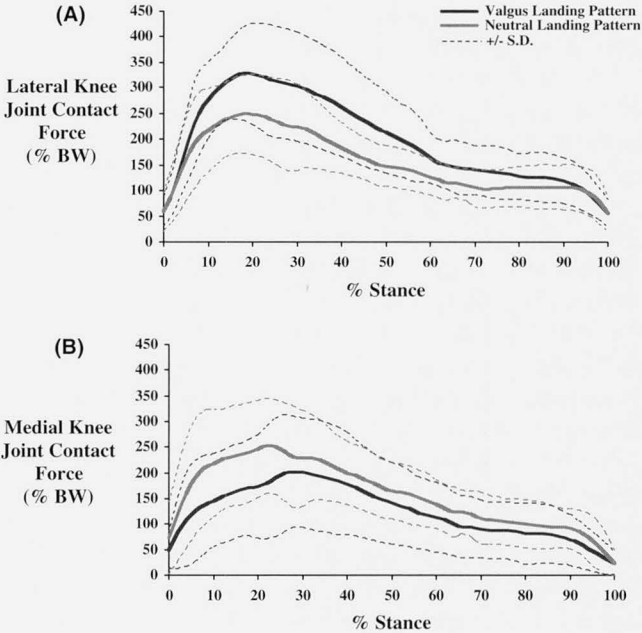 (A)
Valgus Landing Pattern
Neutral Landing Pattern
+/- S.D.
Lateral Knee
Joint Contact
Force
(% BW)
450
400
350
300
250
200
150
100
50
0
0 10 20 30 40 50 60 70 80 90 100
% Stance
(B)
Medial Knee
Joint Contact
Force
(% BW)
450
400
350
300
250
200
150
100
50
0
0 10 20 30 40 50 60 70 80 90 100
% Stance